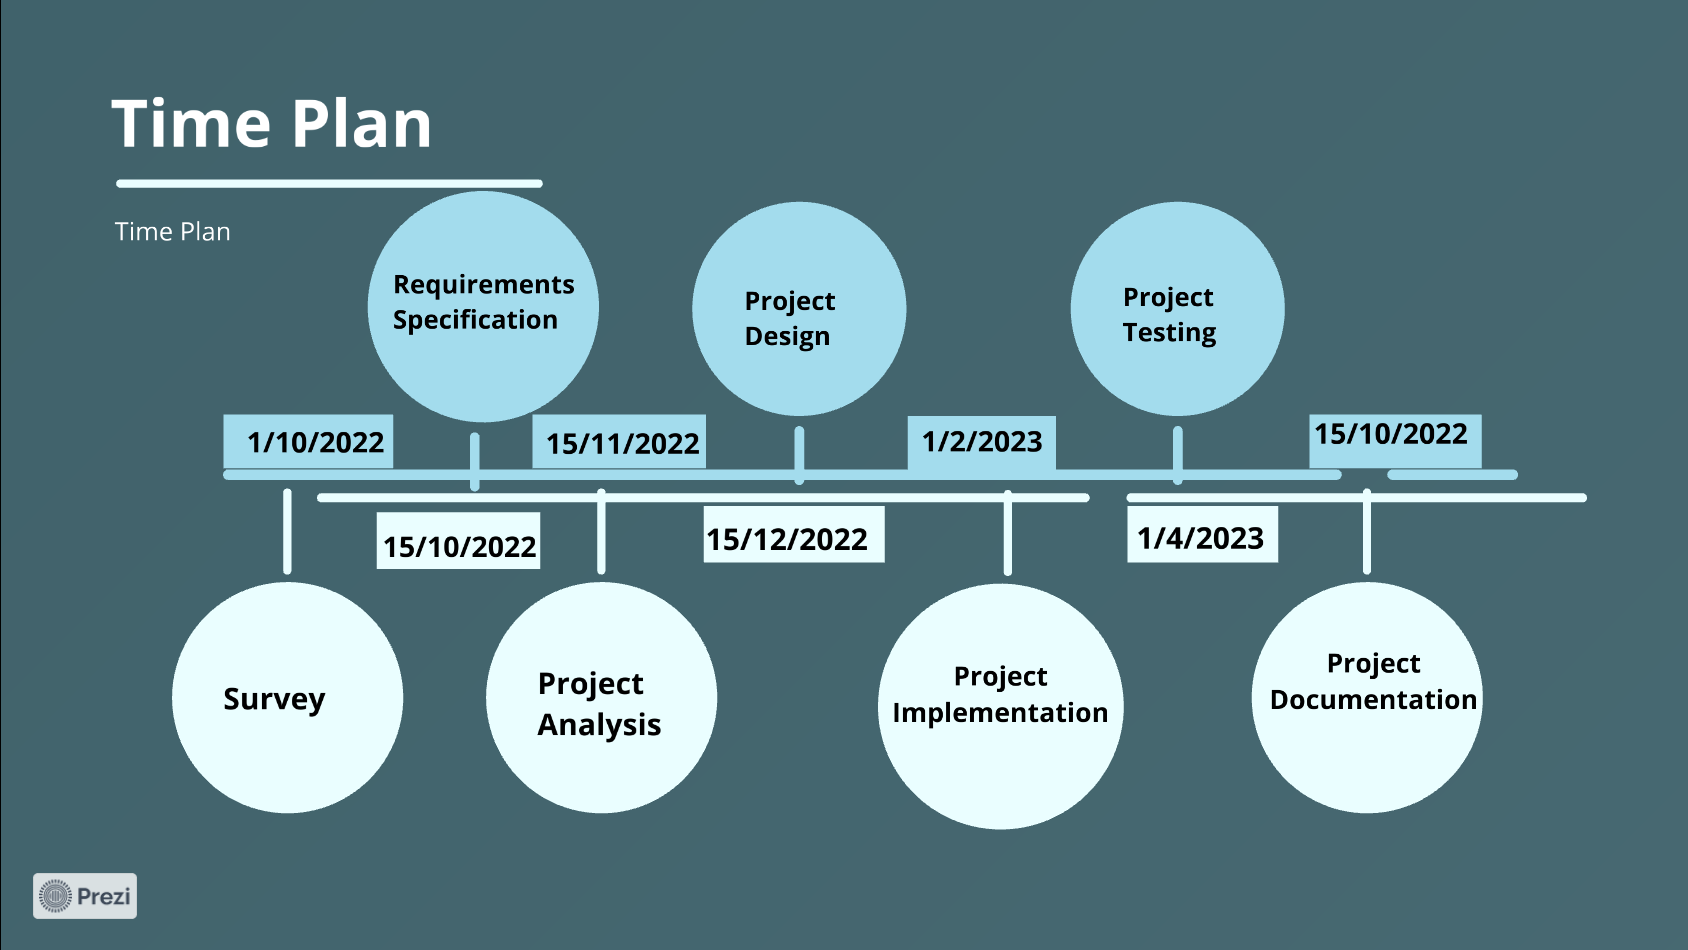 Time Plan
Time Plan
Requirements
Specification
Project
Design
Project
Testing
1/10/2022
15/11/2022
1/2/2023
15/10/2022
15/10/2022
15/12/2022
1/4/2023
Survey
Project
Analysis
Project
Implementation
Project
Documentation
Prezi